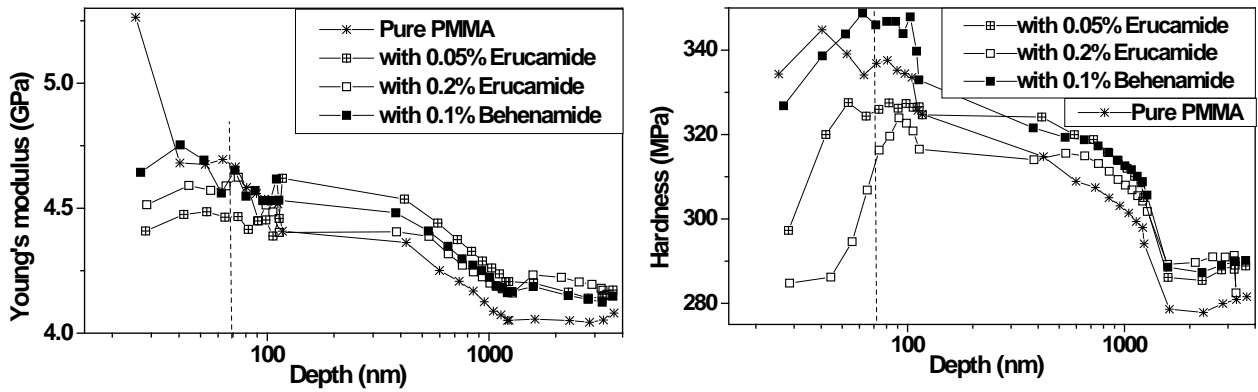 Young's modulus (GPa)
5.0
4.5
4.0
Pure PMMA
with 0.05% Erucamide
with 0.2% Erucamide
with 0.1% Behenamide
100
1000
Depth (nm)
Hardness (MPa)
340
320
300
280
with 0.05% Erucamide
with 0.2% Erucamide
with 0.1% Behenamide
Pure PMMA
100
1000
Depth (nm)